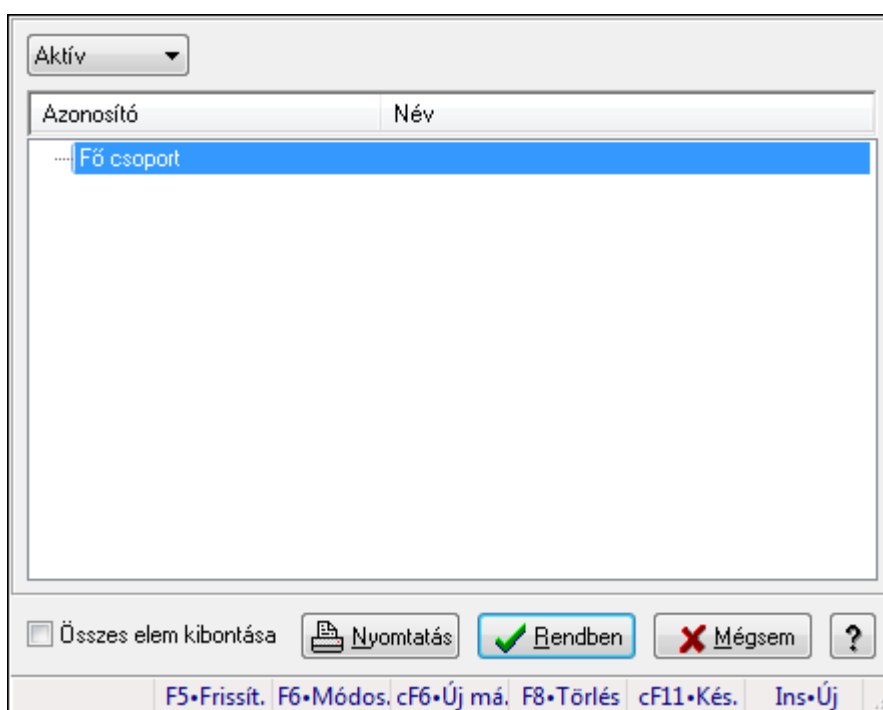 Aktív
Azonosító Név
Fő csoport
Összes elem kibontása Nyomtatás Rendben Mégsem ?
F5•Frissít. F6•Módos. cF6•Új má. F8•Törlés cF11•Kés. Ins•Új